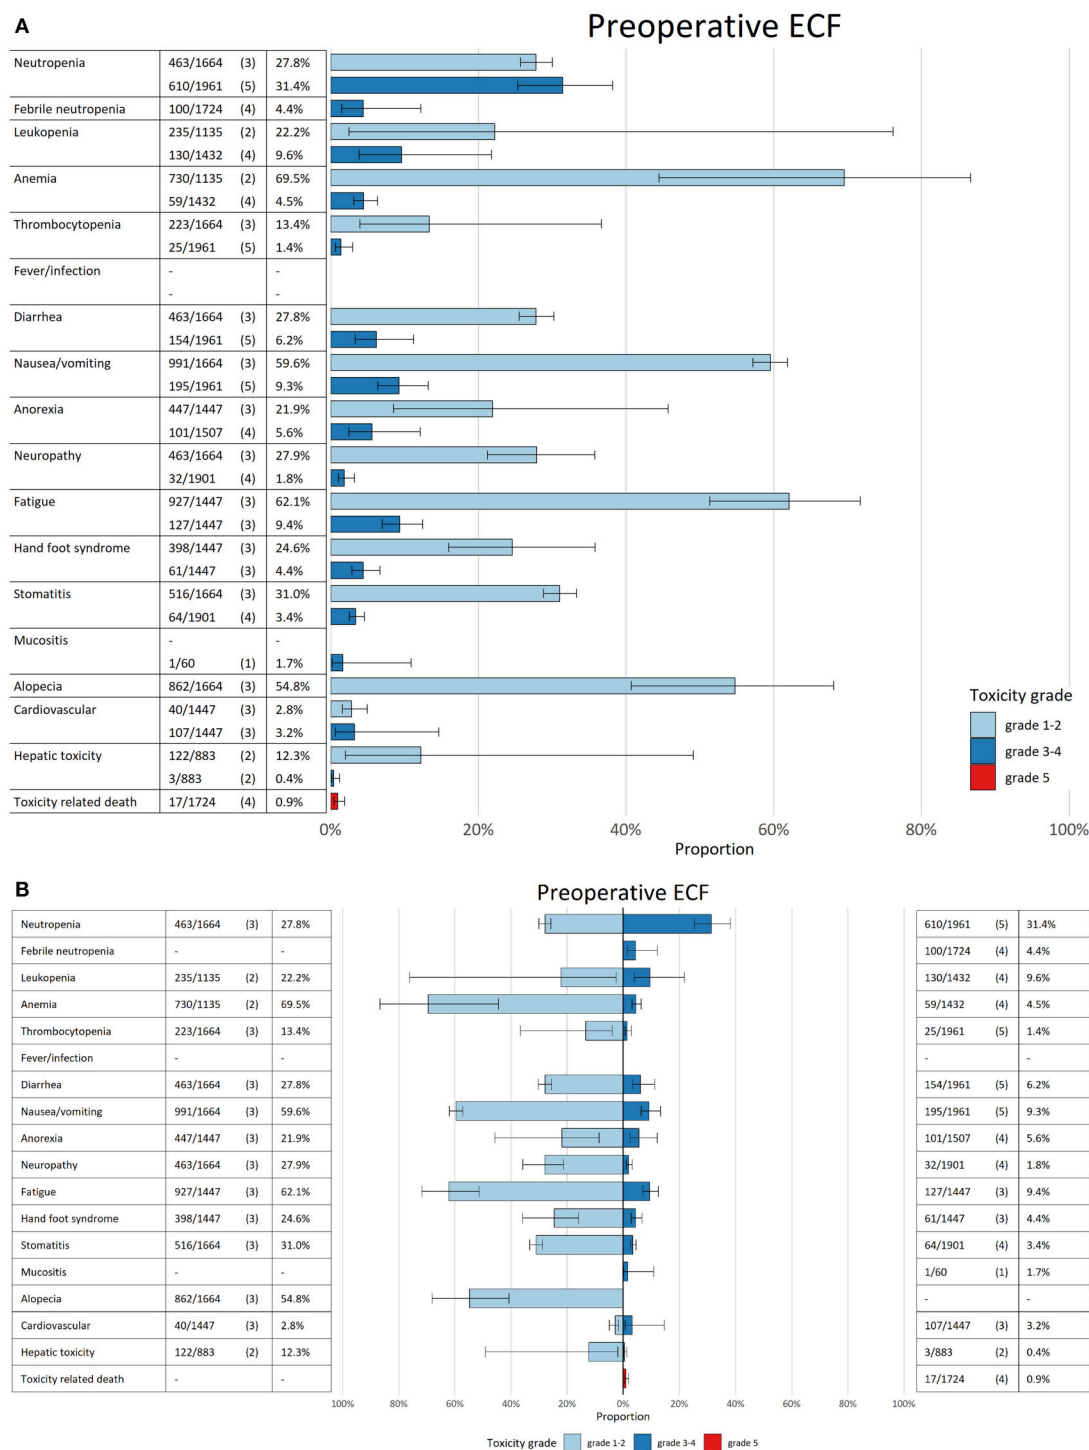 A
Preoperative ECF
Neutropenia 463/1664 (3) 27.8%
610/1961 (5) 31.4%
Febrile neutropenia 100/1724 (4) 4.4%
Leukopenia 235/1135 (2) 22.2%
130/1432 (4) 9.6%
Anemia 730/1135 (2) 69.5%
59/1432 (4) 4.5%
Thrombocytopenia 223/1664 (3) 13.4%
25/1961 (5) 1.4%
Fever/infection - -
- -
Diarrhea 463/1664 (3) 27.8%
154/1961 (5) 6.2%
Nausea/vomiting 991/1664 (3) 59.6%
195/1961 (5) 9.3%
Anorexia 447/1447 (3) 21.9%
101/1507 (4) 5.6%
Neuropathy 463/1664 (3) 27.9%
32/1901 (4) 1.8%
Fatigue 927/1447 (3) 62.1%
127/1447 (3) 9.4%
Hand foot syndrome 398/1447 (3) 24.6%
61/1447 (3) 4.4%
Stomatitis 516/1664 (3) 31.0%
64/1901 (4) 3.4%
Mucositis - -
1/60 (1) 1.7%
Alopecia 862/1664 (3) 54.8%
Cardiovascular 40/1447 (3) 2.8%
107/1447 (3) 3.2%
Hepatic toxicity 122/883 (2) 12.3%
3/883 (2) 0.4%
Toxicity related death 17/1724 (4) 0.9%
Toxicity grade
grade 1-2
grade 3-4
grade 5
0% 20% 40% 60% 80% 100%
Proportion
B
Preoperative ECF
Neutropenia 463/1664 (3) 27.8% 610/1961 (5) 31.4%
Febrile neutropenia - - 100/1724 (4) 4.4%
Leukopenia 235/1135 (2) 22.2% 130/1432 (4) 9.6%
Anemia 730/1135 (2) 69.5% 59/1432 (4) 4.5%
Thrombocytopenia 223/1664 (3) 13.4% 25/1961 (5) 1.4%
Fever/infection - - - -
Diarrhea 463/1664 (3) 27.8% 154/1961 (5) 6.2%
Nausea/vomiting 991/1664 (3) 59.6% 195/1961 (5) 9.3%
Anorexia 447/1447 (3) 21.9% 101/1507 (4) 5.6%
Neuropathy 463/1664 (3) 27.9% 32/1901 (4) 1.8%
Fatigue 927/1447 (3) 62.1% 127/1447 (3) 9.4%
Hand foot syndrome 398/1447 (3) 24.6% 61/1447 (3) 4.4%
Stomatitis 516/1664 (3) 31.0% 64/1901 (4) 3.4%
Mucositis - - 1/60 (1) 1.7%
Alopecia 862/1664 (3) 54.8% - -
Cardiovascular 40/1447 (3) 2.8% 107/1447 (3) 3.2%
Hepatic toxicity 122/883 (2) 12.3% 3/883 (2) 0.4%
Toxicity related death - - 17/1724 (4) 0.9%
100% 80% 60% 40% 20% 0% 20% 40% 60% 80% 100%
Proportion
Toxicity grade grade 1-2 grade 3-4 grade 5